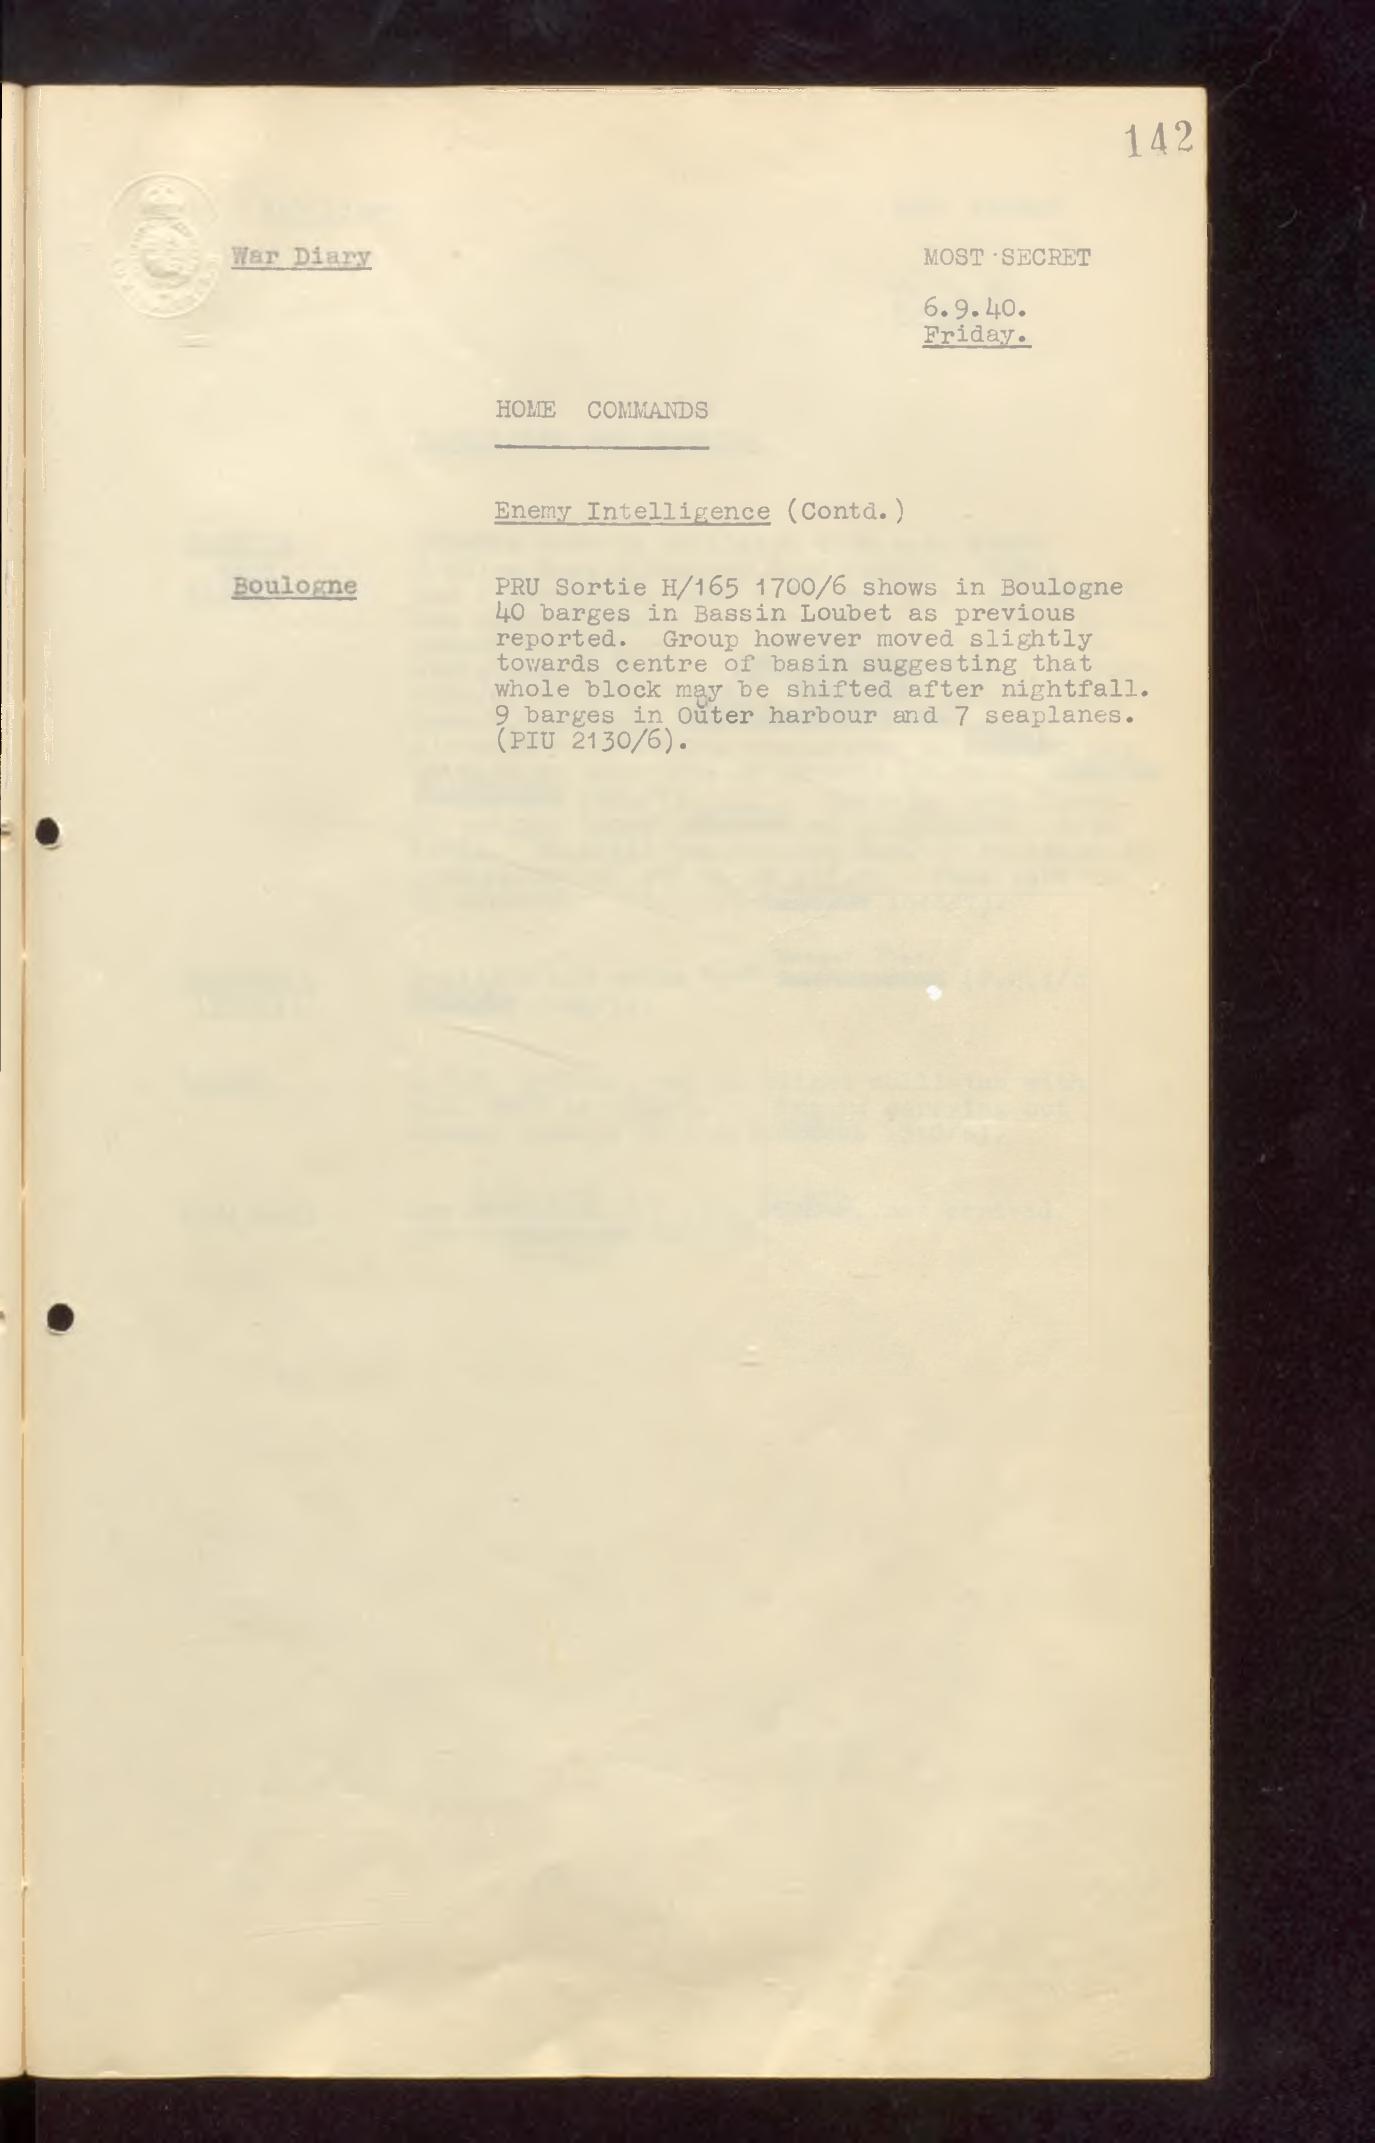 142
War Diary
MOST SECRET
6.9.40.
Friday.
HOME COMMANDS
Enemy Intelligence (Contd.)
Boulogne
PRU Sortie H/165 1700/6 shows in Boulogne
40 barges in Bassin Loubet as previous
reported. Group however moved slightly
towards centre of basin suggesting that
whole block may be shifted after nightfall.
9 barges in Outer harbour and 7 seaplanes.
(PIU 2130/6).